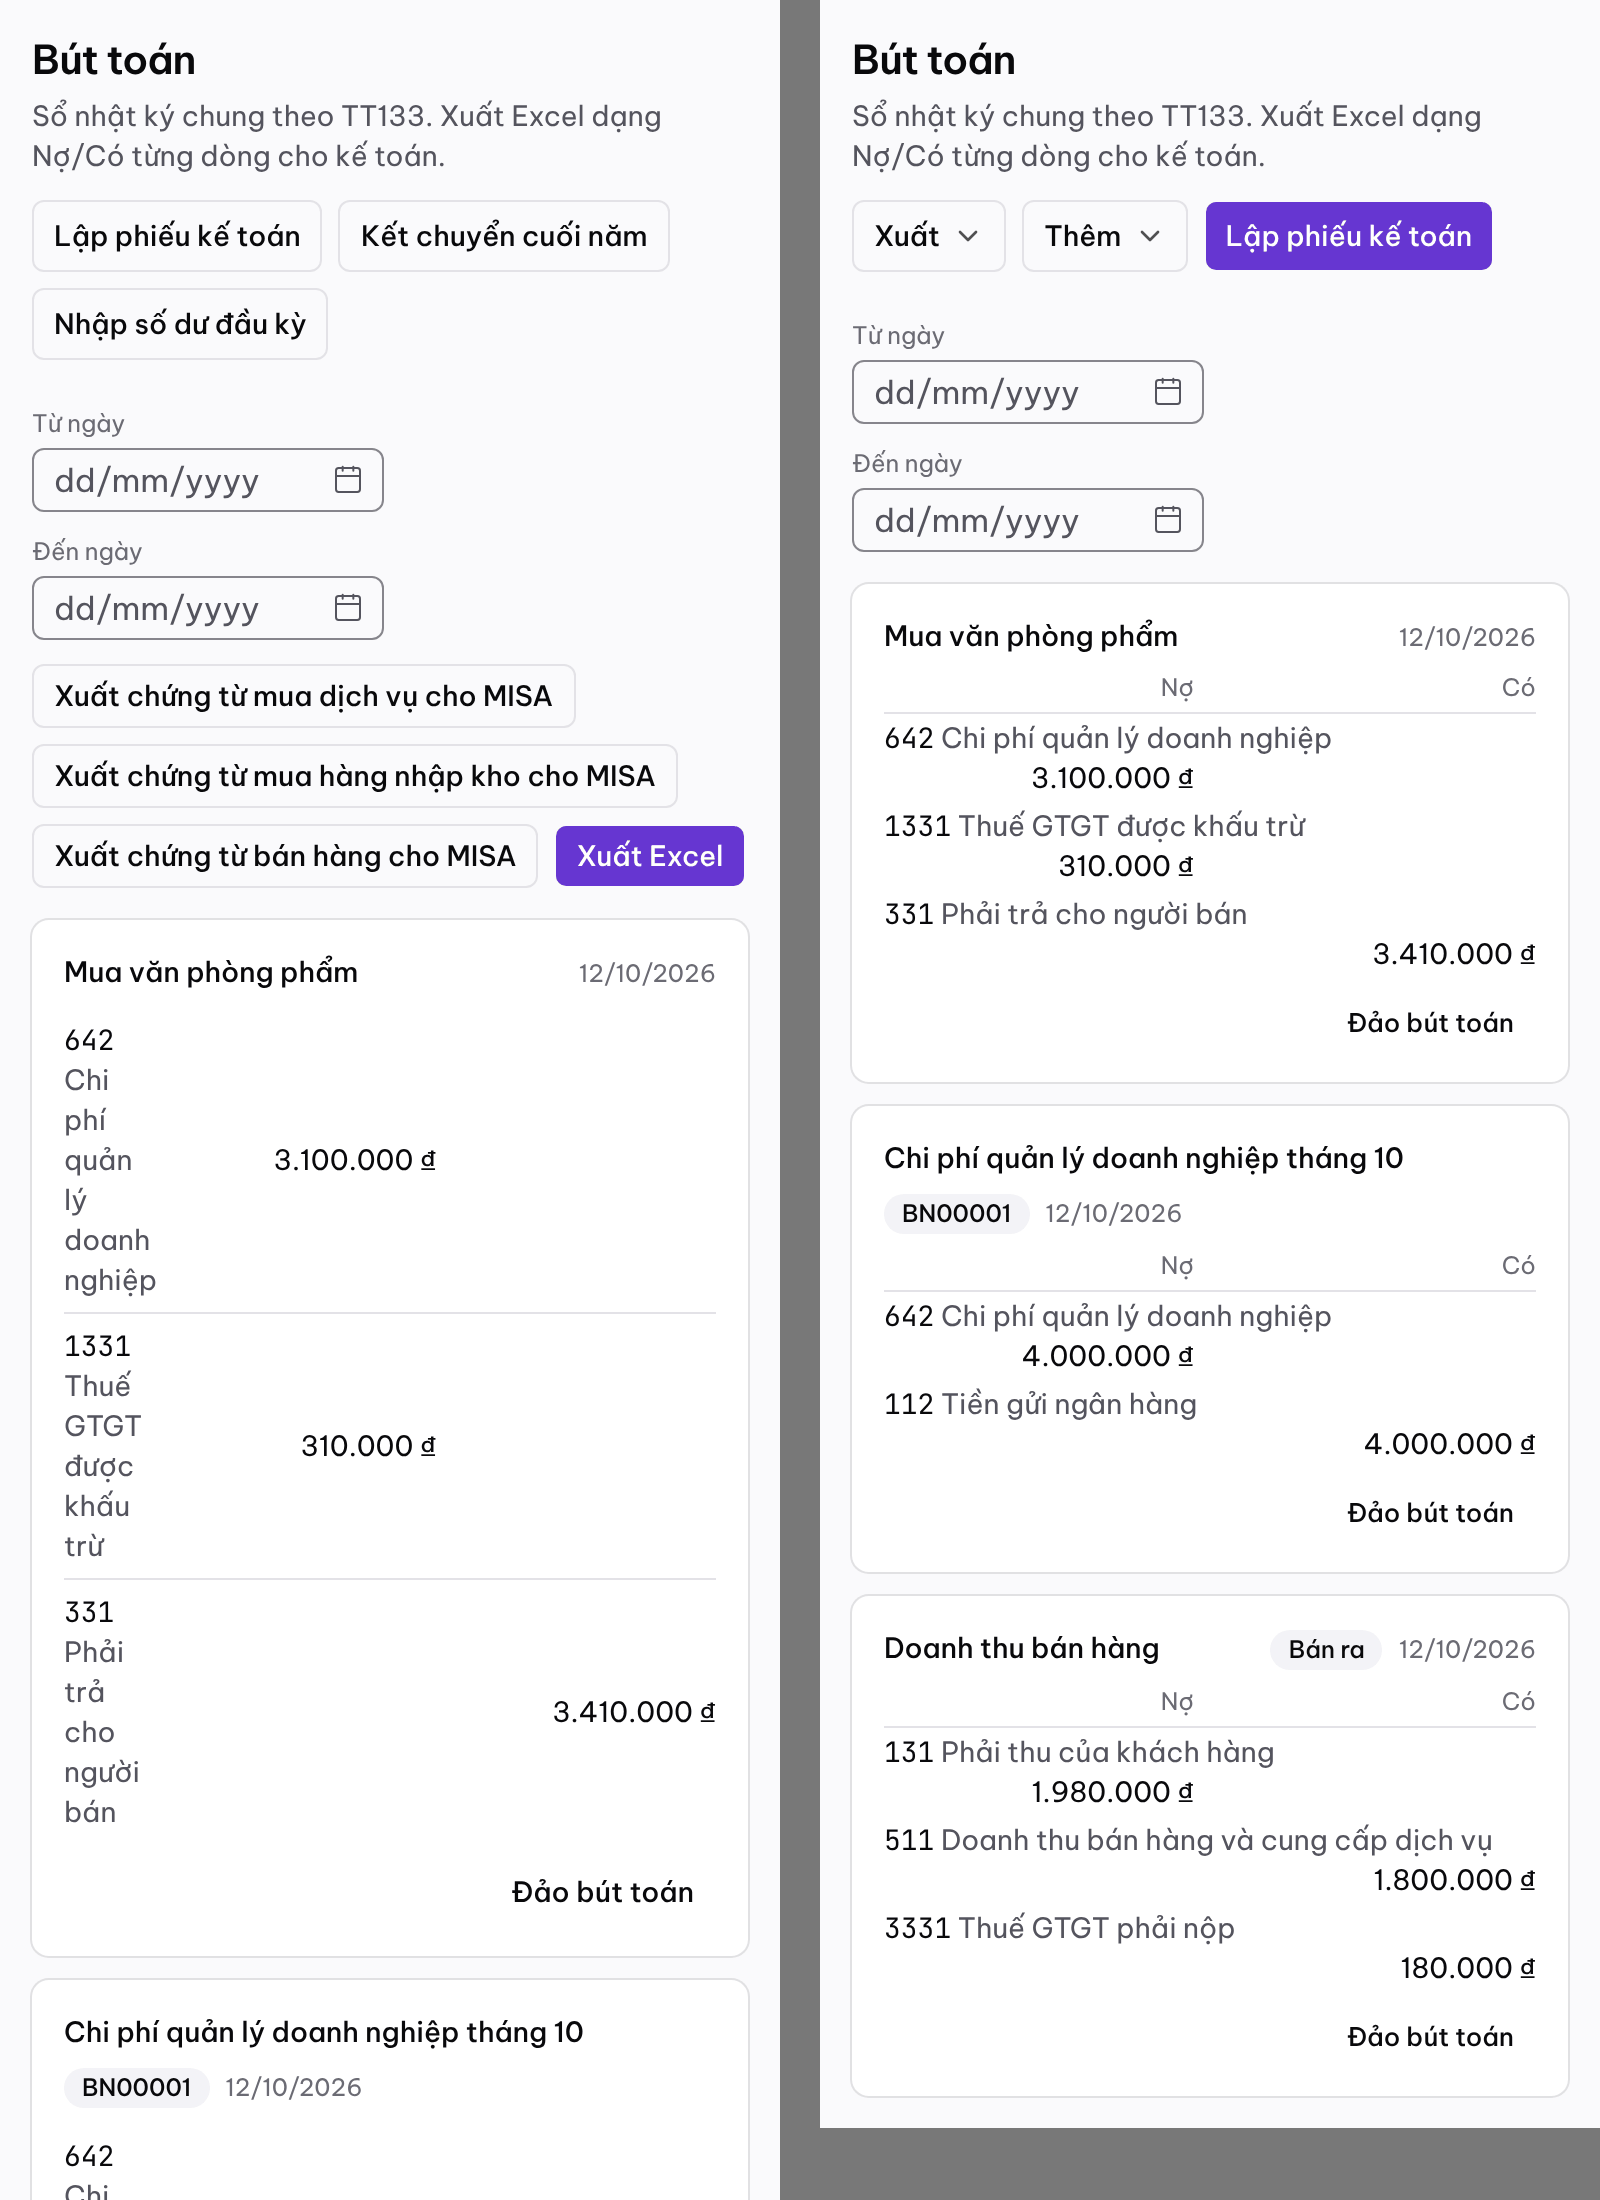 Bút toán
Sổ nhật ký chung theo TT133. Xuất Excel dạng
Nợ/Có từng dòng cho kế toán.
Lập phiếu kế toán
Kết chuyển cuối năm
Nhập số dư đầu kỳ
Từ ngày
dd/mm/yyyy
Đến ngày
dd/mm/yyyy
Xuất chứng từ mua dịch vụ cho MISA
Xuất chứng từ mua hàng nhập kho cho MISA
Xuất chứng từ bán hàng cho MISA
Xuất Excel
Mua văn phòng phẩm
12/10/2026
642
Chi
phí
quản
lý
doanh
nghiệp
3.100.000 ₫
1331
Thuế
GTGT
được
khấu
trừ
310.000 ₫
331
Phải
trả
cho
người
bán
3.410.000 ₫
Đảo bút toán
Chi phí quản lý doanh nghiệp tháng 10
BN00001 12/10/2026
642
Chi
Bút toán
Sổ nhật ký chung theo TT133. Xuất Excel dạng
Nợ/Có từng dòng cho kế toán.
Xuất
Thêm
Lập phiếu kế toán
Từ ngày
dd/mm/yyyy
Đến ngày
dd/mm/yyyy
Mua văn phòng phẩm
12/10/2026
Nợ Có
642 Chi phí quản lý doanh nghiệp
3.100.000 ₫
1331 Thuế GTGT được khấu trừ
310.000 ₫
331 Phải trả cho người bán
3.410.000 ₫
Đảo bút toán
Chi phí quản lý doanh nghiệp tháng 10
BN00001 12/10/2026
Nợ Có
642 Chi phí quản lý doanh nghiệp
4.000.000 ₫
112 Tiền gửi ngân hàng
4.000.000 ₫
Đảo bút toán
Doanh thu bán hàng
Bán ra 12/10/2026
Nợ Có
131 Phải thu của khách hàng
1.980.000 ₫
511 Doanh thu bán hàng và cung cấp dịch vụ
1.800.000 ₫
3331 Thuế GTGT phải nộp
180.000 ₫
Đảo bút toán